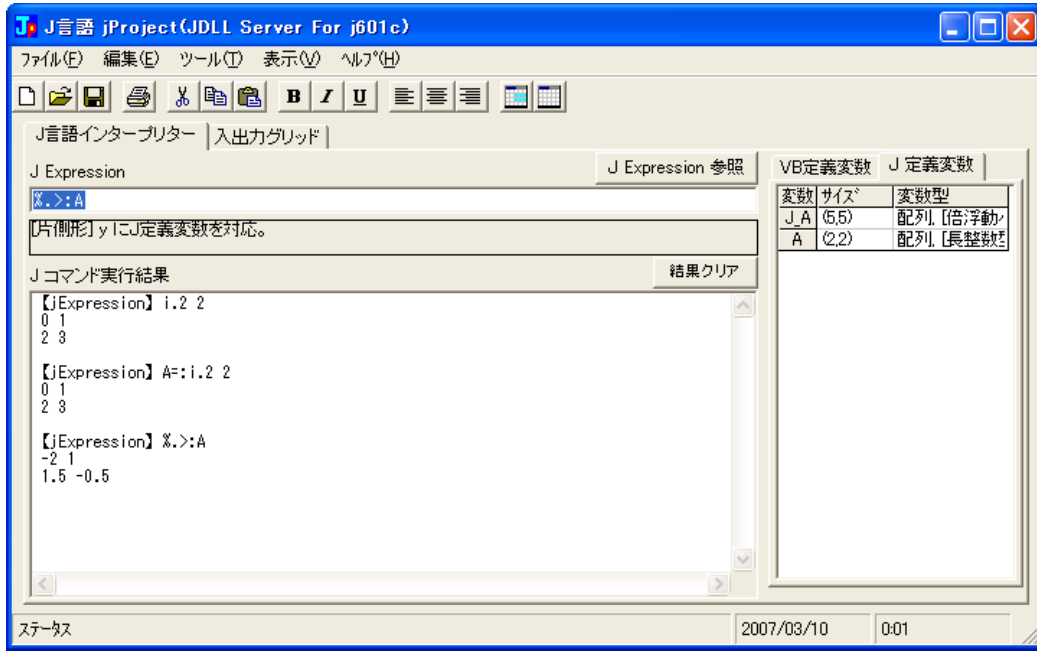 J言語 jProject(JDLL Server For j601c)
ファイル(F) 編集(E) ツール(T) 表示(V) ヘルプ(H)
B I U
J言語インタープリター 入出力グリッド
J Expression
J Expression 参照
%.>:A
[片側形] y にJ定義変数を対応。
J コマンド実行結果
結果クリア
【jExpression】 i.2 2
0 1
2 3
【jExpression】 A=:i.2 2
0 1
2 3
【jExpression】 %.>:A
-2 1
1.5 -0.5
VB定義変数 J 定義変数
変数 サイズ 変数型
J_A (5,5) 配列, [倍浮動小
A (2,2) 配列, [長整数型
ステータス
2007/03/10
0:01